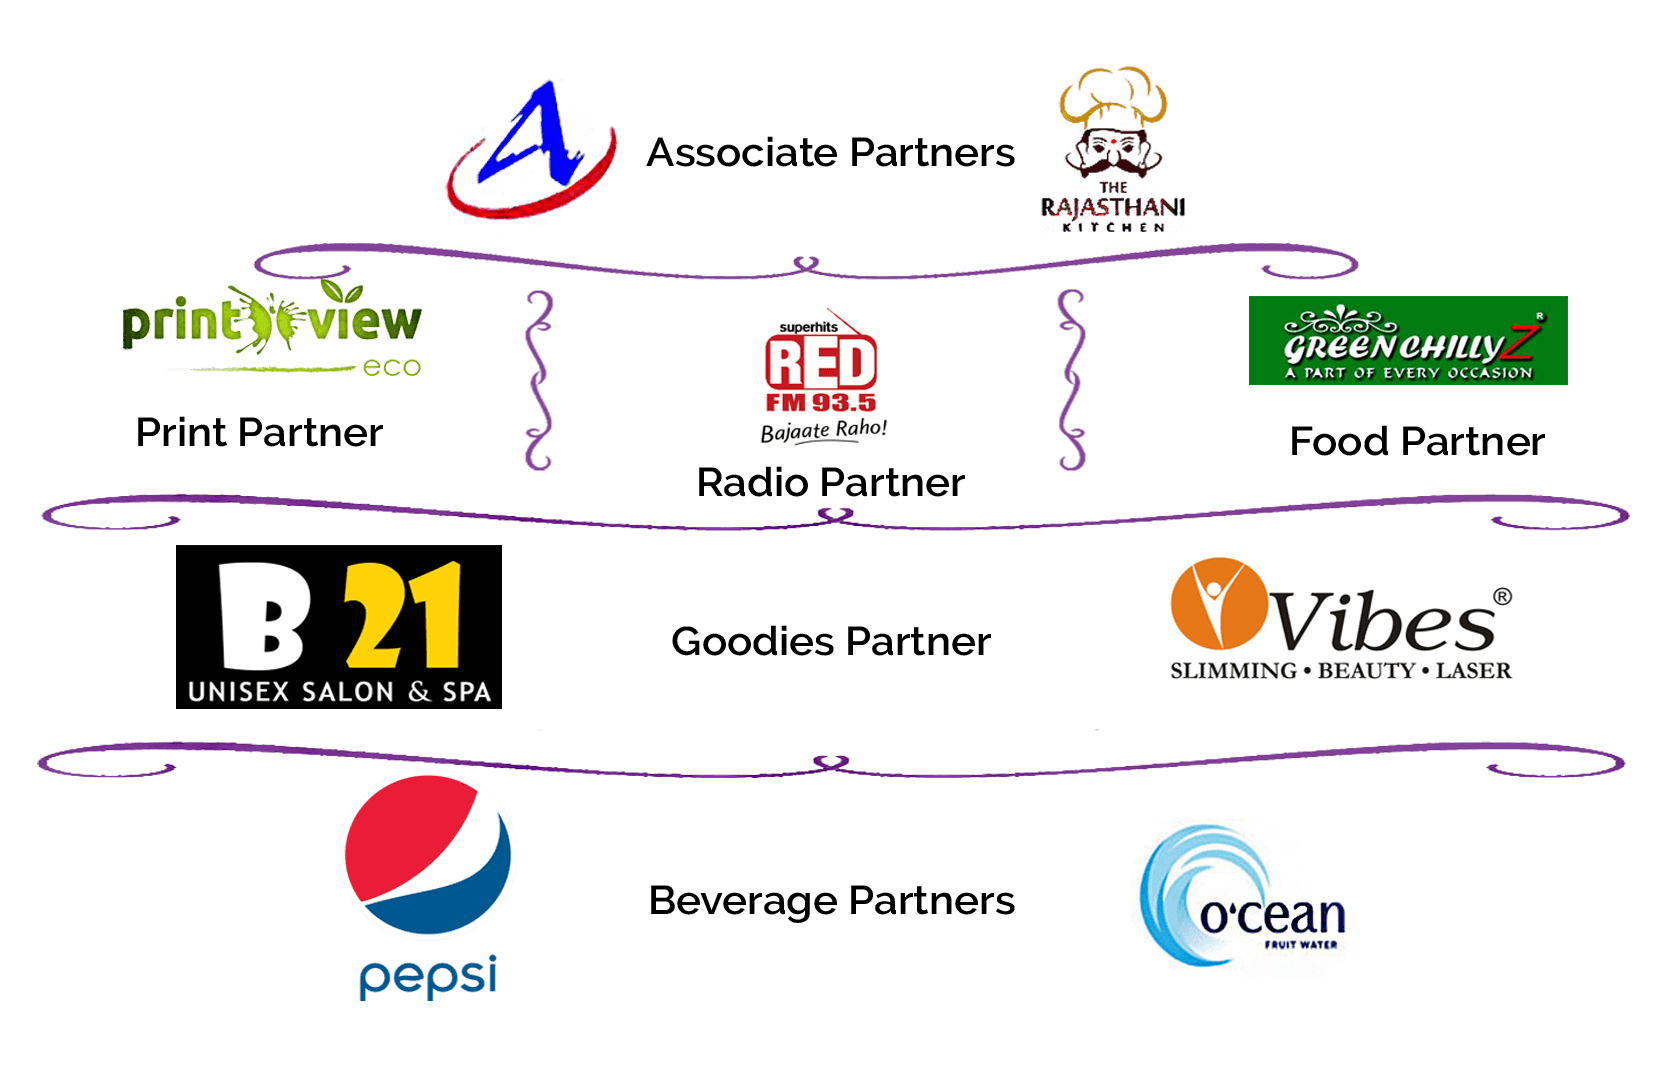 A
Associate Partners
THE
RAJASTHANI
KITCHEN
print view
eco
Print Partner
superhits
RED
FM 93.5
Bajaate Raho!
Radio Partner
GREEN CHILLYZ®
A PART OF EVERY OCCASION
Food Partner
B 21
UNISEX SALON & SPA
Goodies Partner
Vibes®
SLIMMING • BEAUTY • LASER
pepsi
Beverage Partners
o'cean
FRUIT WATER